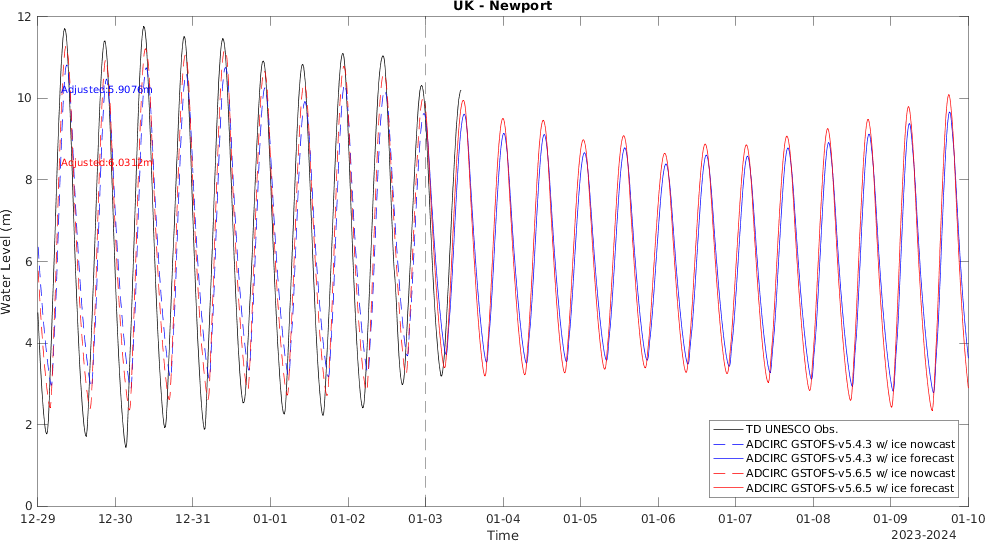 UK - Newport
12
10
8
6
4
2
0
Water Level (m)
Adjusted:5.9076m
Adjusted:6.0312m
TD UNESCO Obs.
ADCIRC GSTOFS-v5.4.3 w/ ice nowcast
ADCIRC GSTOFS-v5.4.3 w/ ice forecast
ADCIRC GSTOFS-v5.6.5 w/ ice nowcast
ADCIRC GSTOFS-v5.6.5 w/ ice forecast
12-29 12-30 12-31 01-01 01-02 01-03 01-04 01-05 01-06 01-07 01-08 01-09 01-10
Time
2023-2024